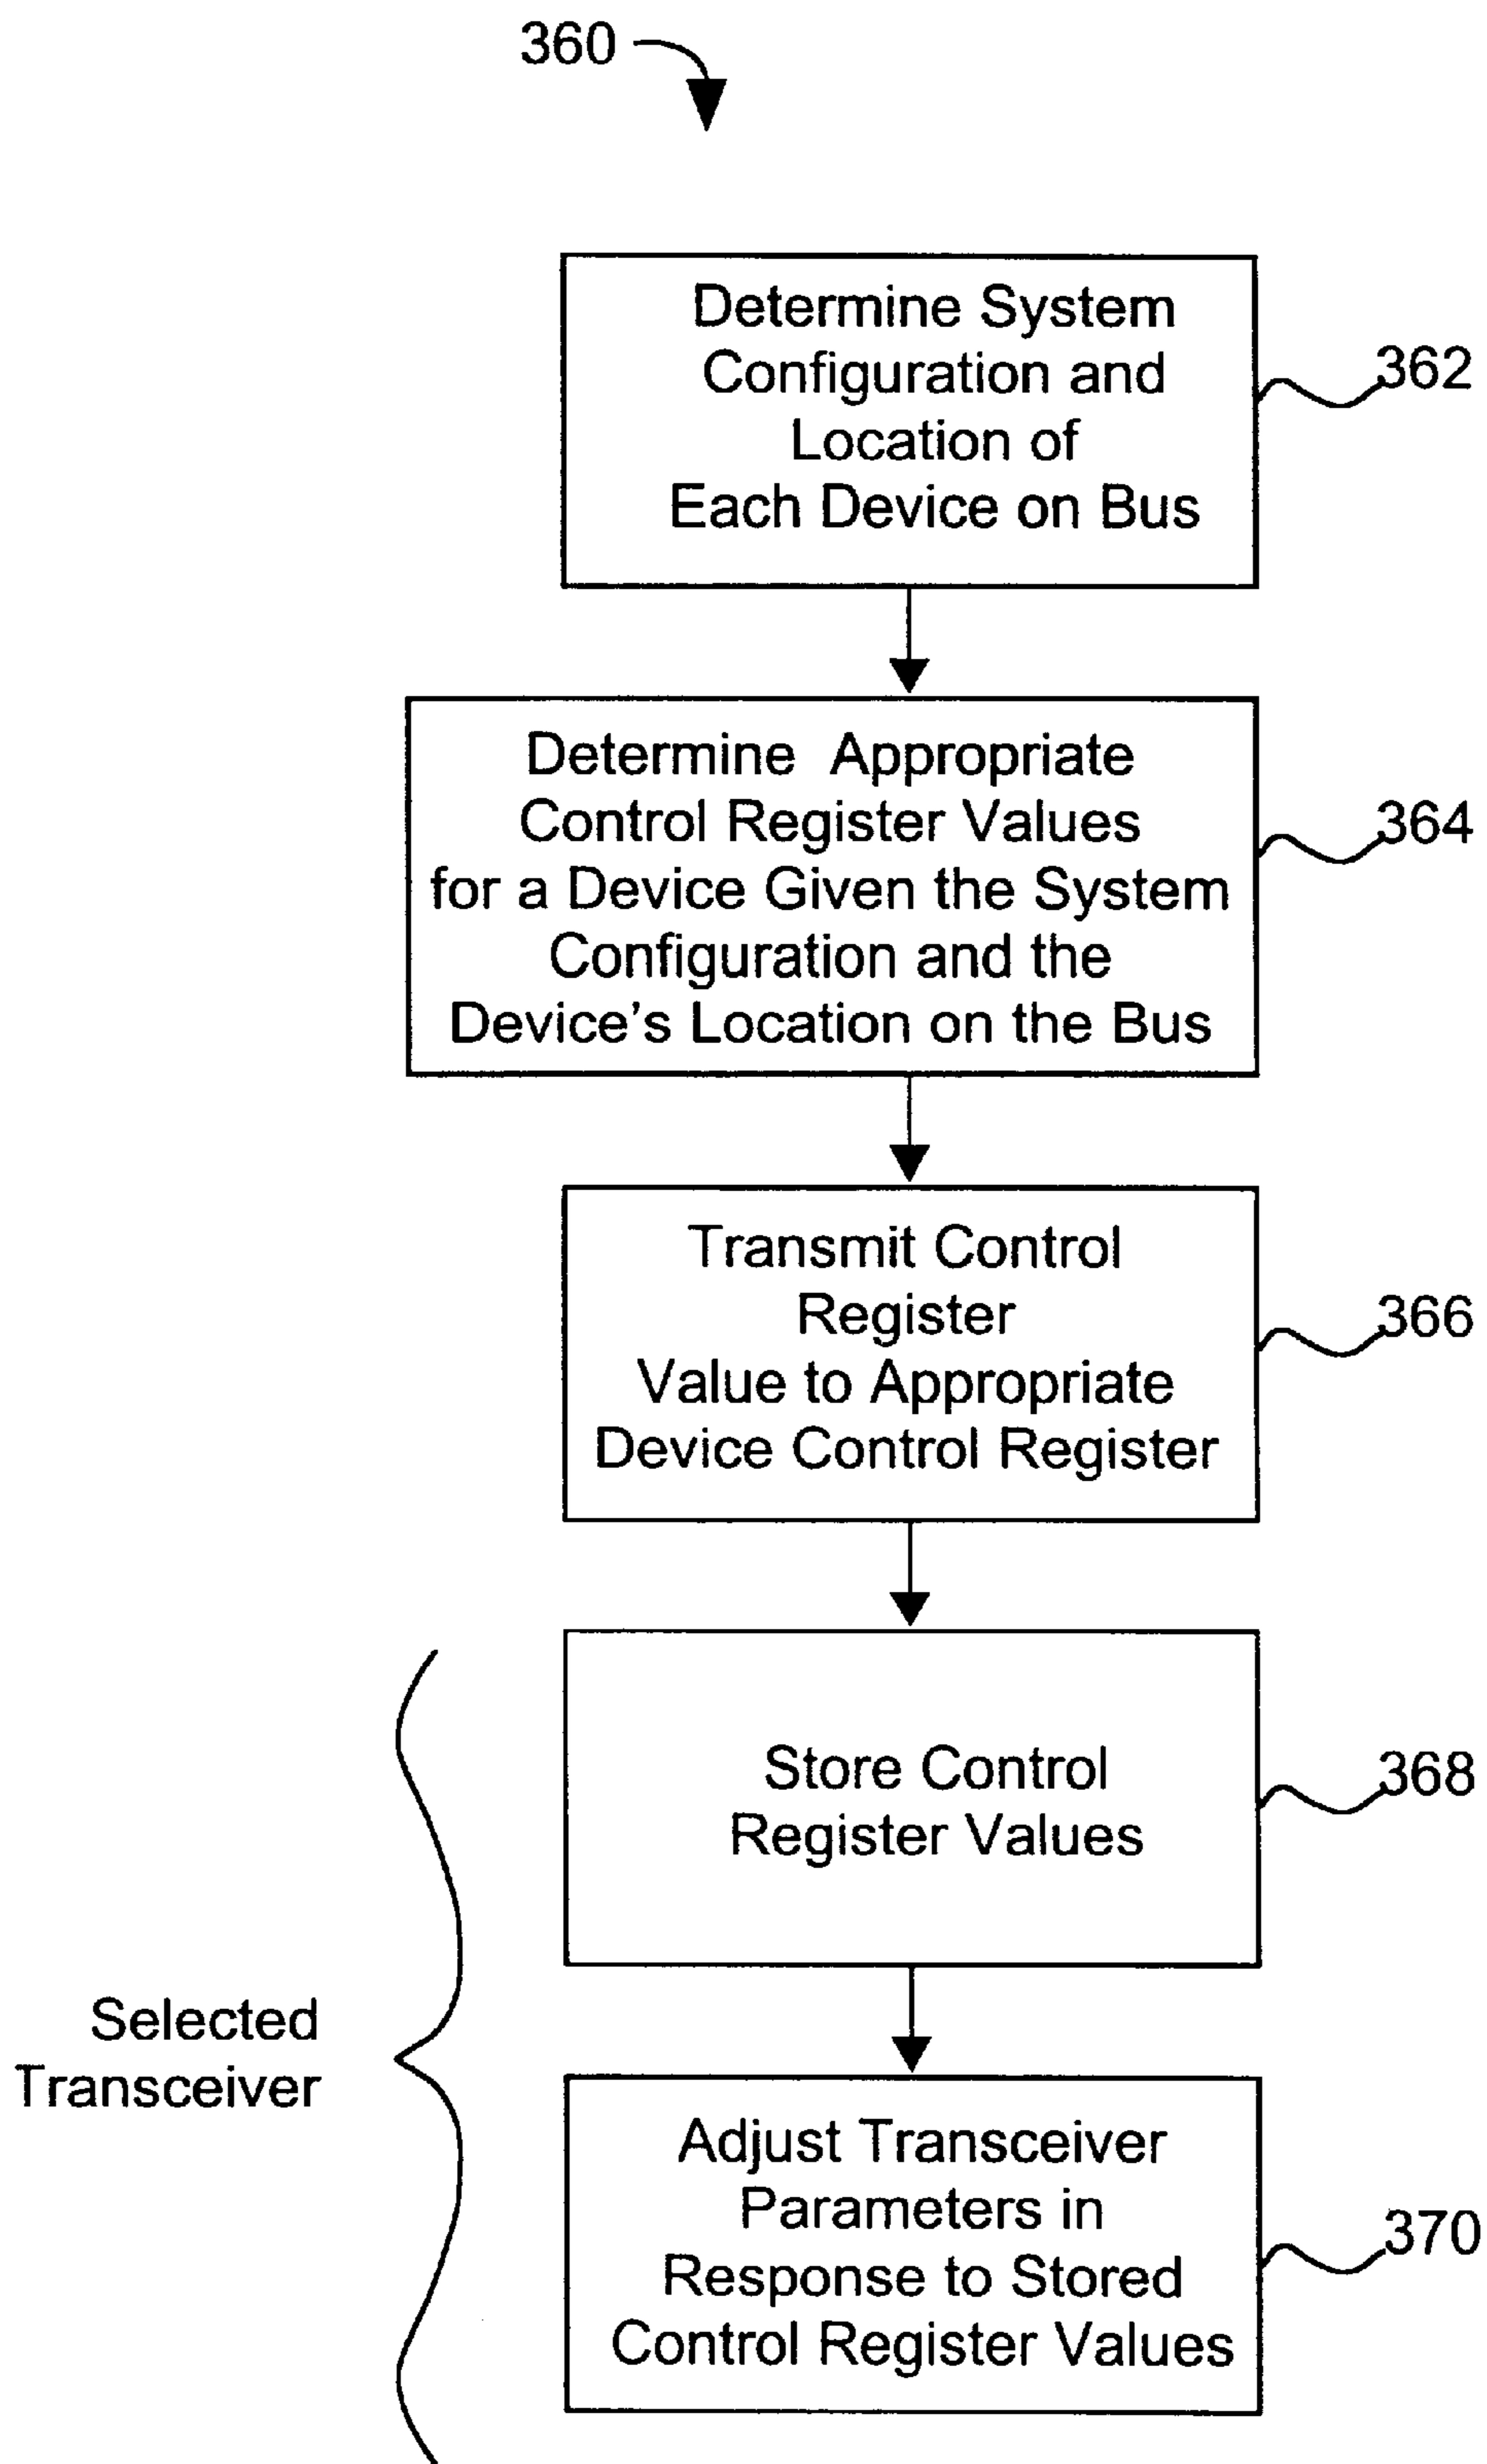 360
Determine System
Configuration and
Location of
Each Device on Bus
362
Determine Appropriate
Control Register Values
for a Device Given the System
Configuration and the
Device's Location on the Bus
364
Transmit Control
Register
Value to Appropriate
Device Control Register
366
Store Control
Register Values
368
Selected
Transceiver
Adjust Transceiver
Parameters in
Response to Stored
Control Register Values
370